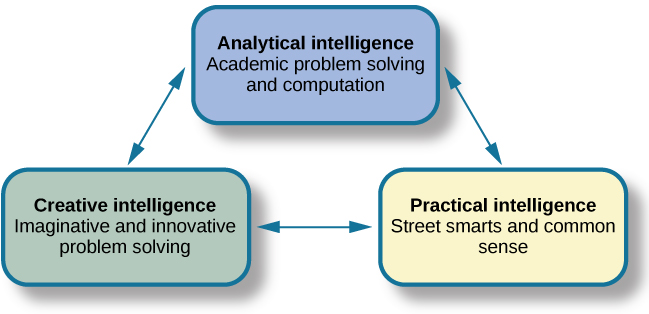 Analytical intelligence
Academic problem solving
and computation
Creative intelligence
Imaginative and innovative
problem solving
Practical intelligence
Street smarts and common
sense